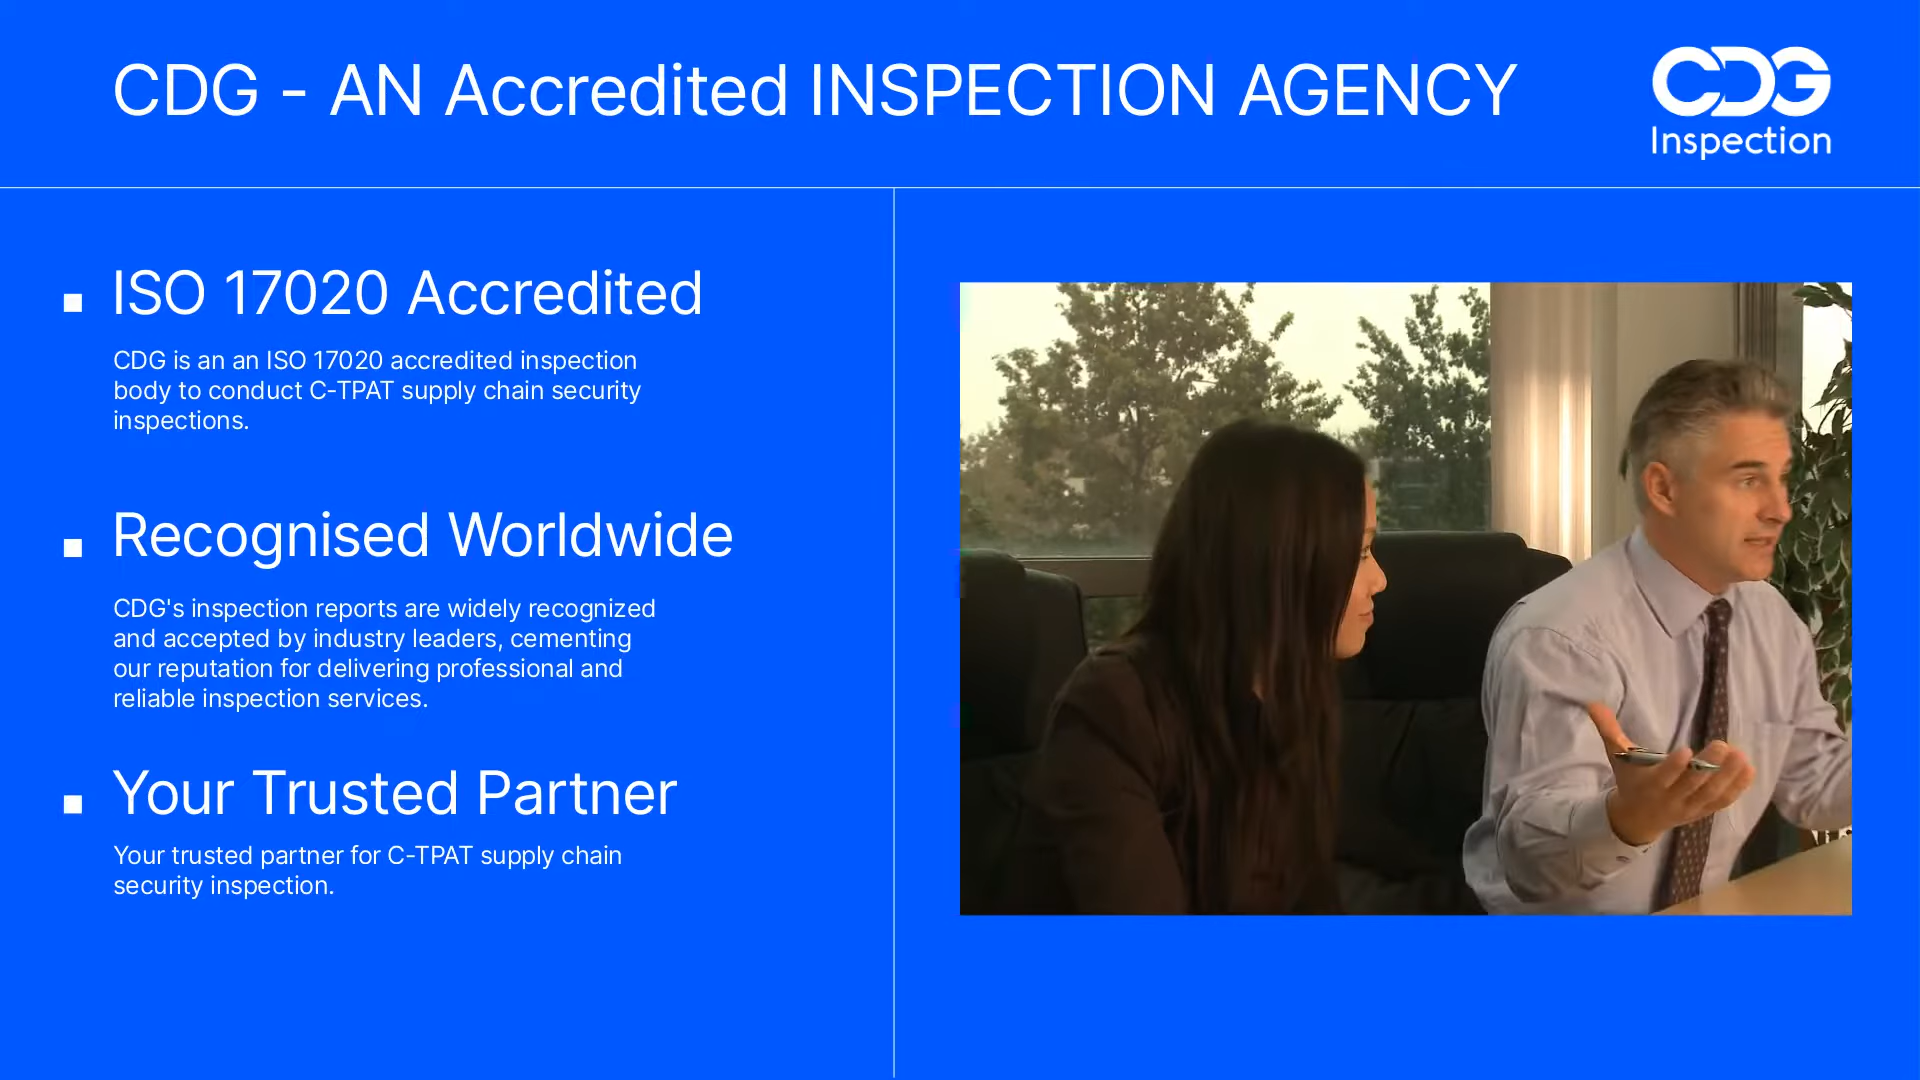 CDG - AN Accredited INSPECTION AGENCY
CDG
Inspection
ISO 17020 Accredited
CDG is an an ISO 17020 accredited inspection
body to conduct C-TPAT supply chain security
inspections.
Recognised Worldwide
CDG's inspection reports are widely recognized
and accepted by industry leaders, cementing
our reputation for delivering professional and
reliable inspection services.
Your Trusted Partner
Your trusted partner for C-TPAT supply chain
security inspection.